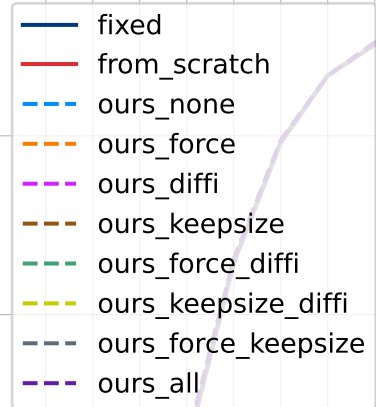 fixed
from_scratch
ours_none
ours_force
ours_diffi
ours_keepsize
ours_force_diffi
ours_keepsize_diffi
ours_force_keepsize
ours_all